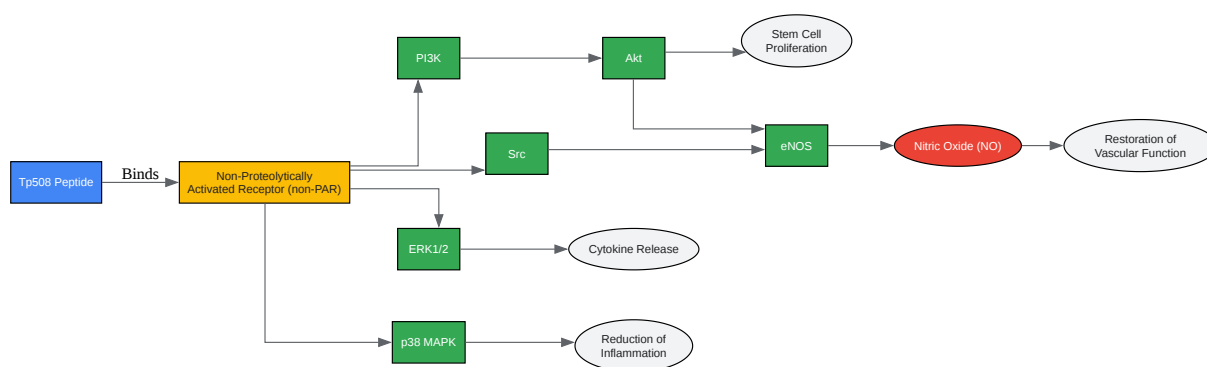 Stem Cell
Proliferation
PI3K
Akt
Src
eNOS
Nitric Oxide (NO)
Restoration of
Vascular Function
Tp508 Peptide
Binds
Non-Proteolytically
Activated Receptor (non-PAR)
ERK1/2
Cytokine Release
p38 MAPK
Reduction of
Inflammation